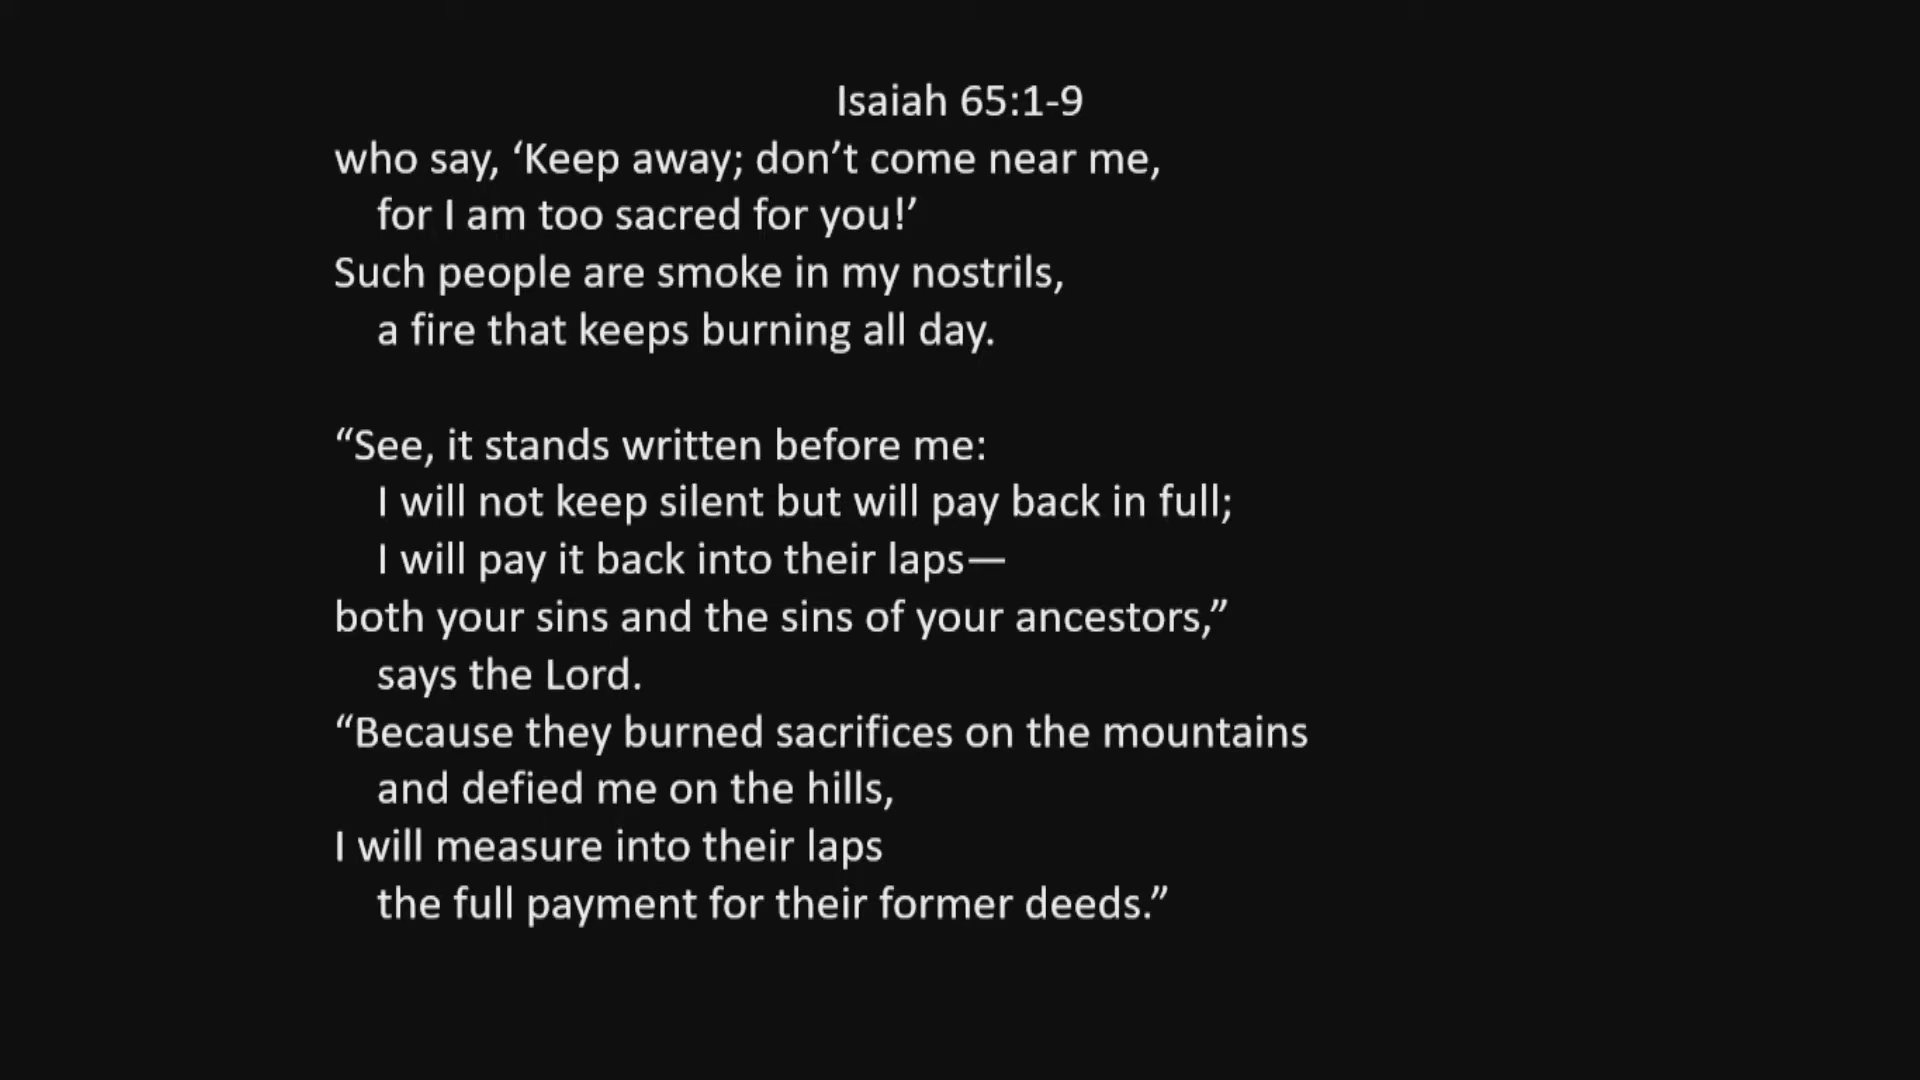 Isaiah 65:1-9
who say, ‘Keep away; don’t come near me,
for I am too sacred for you!’
Such people are smoke in my nostrils,
a fire that keeps burning all day.
“See, it stands written before me:
I will not keep silent but will pay back in full;
I will pay it back into their laps—
both your sins and the sins of your ancestors,”
says the Lord.
“Because they burned sacrifices on the mountains
and defied me on the hills,
I will measure into their laps
the full payment for their former deeds.”